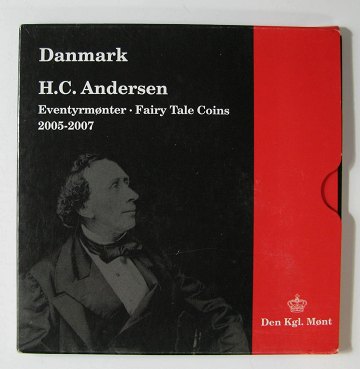 Danmark
H.C. Andersen
Eventyrmønter · Fairy Tale Coins
2005-2007
Den Kgl. Mønt